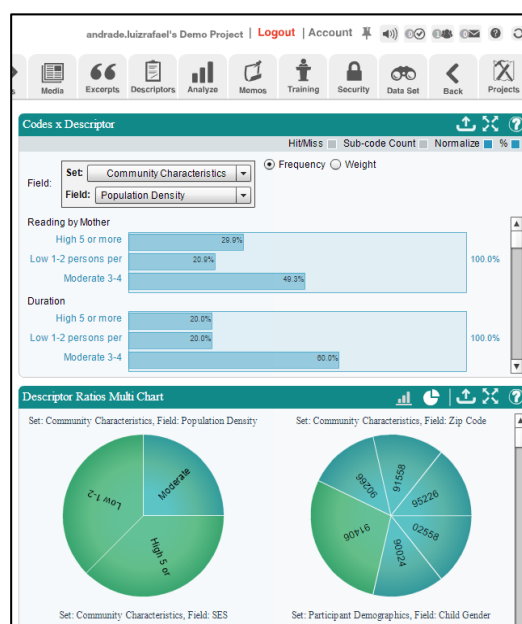 andrade.luizrafael's Demo Project | Logout | Account
Media Excerpts Descriptors Analyze Memos Training Security Data Set Back Projects
Codes x Descriptor
Hit/Miss Sub-code Count Normalize %
Field: Set: Community Characteristics Frequency Weight
Field: Population Density
Reading by Mother
High 5 or more 29.9%
Low 1-2 persons per 20.9% 100.0%
Moderate 3-4 49.3%
Duration
High 5 or more 20.0%
Low 1-2 persons per 20.0% 100.0%
Moderate 3-4 60.0%
Descriptor Ratios Multi Chart
Set: Community Characteristics, Field: Population Density
Low 1-2
Moderate
High 5 or
Set: Community Characteristics, Field: Zip Code
90266
91558
95226
02558
90024
91406
Set: Community Characteristics, Field: SES
Set: Participant Demographics, Field: Child Gender